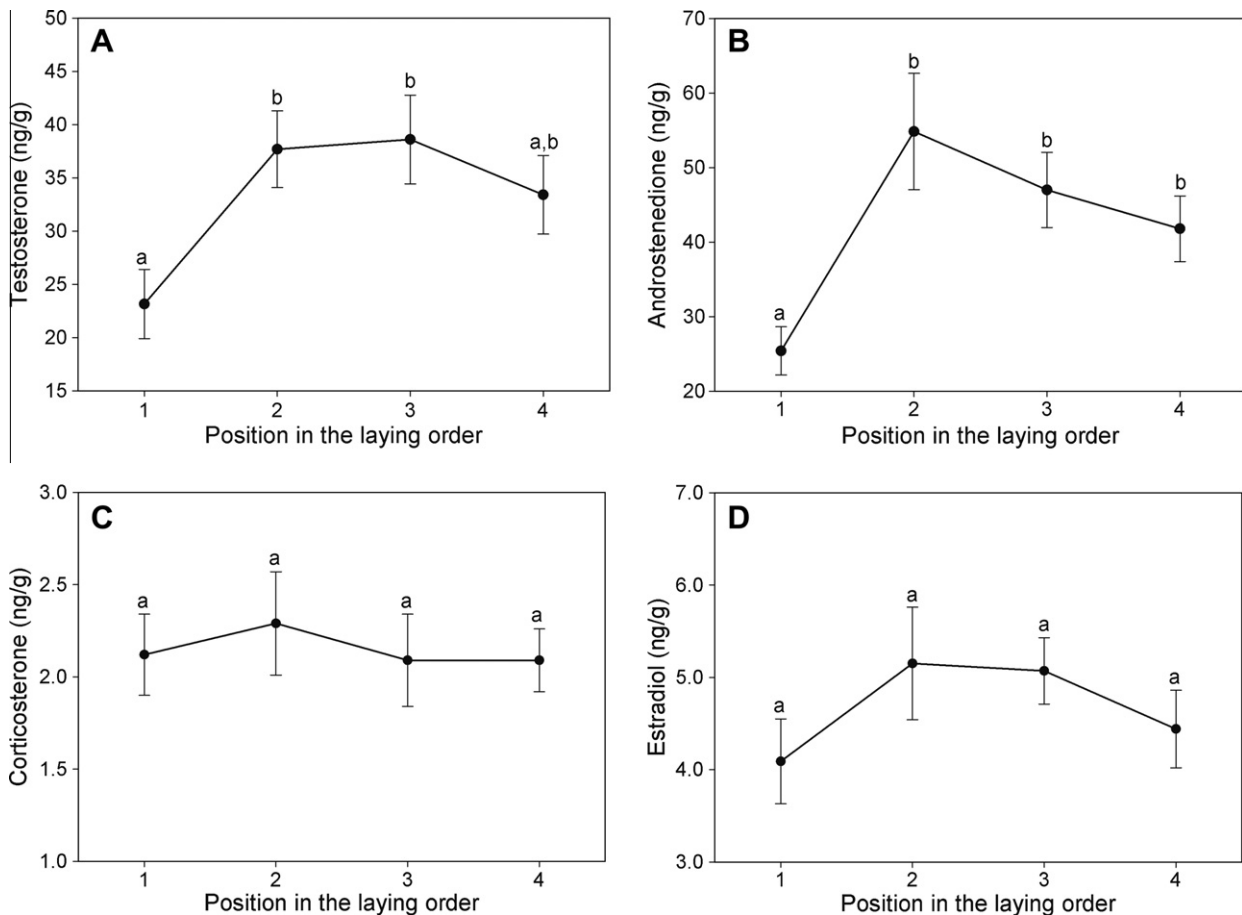 A
Testosterone (ng/g)
50
45
40
35
30
25
20
15
a
b
b
a,b
1 2 3 4
Position in the laying order
B
Androstenedione (ng/g)
70
60
50
40
30
20
a
b
b
b
1 2 3 4
Position in the laying order
C
Corticosterone (ng/g)
3.0
2.5
2.0
1.5
1.0
a
a
a
a
1 2 3 4
Position in the laying order
D
Estradiol (ng/g)
7.0
6.0
5.0
4.0
3.0
a
a
a
a
1 2 3 4
Position in the laying order